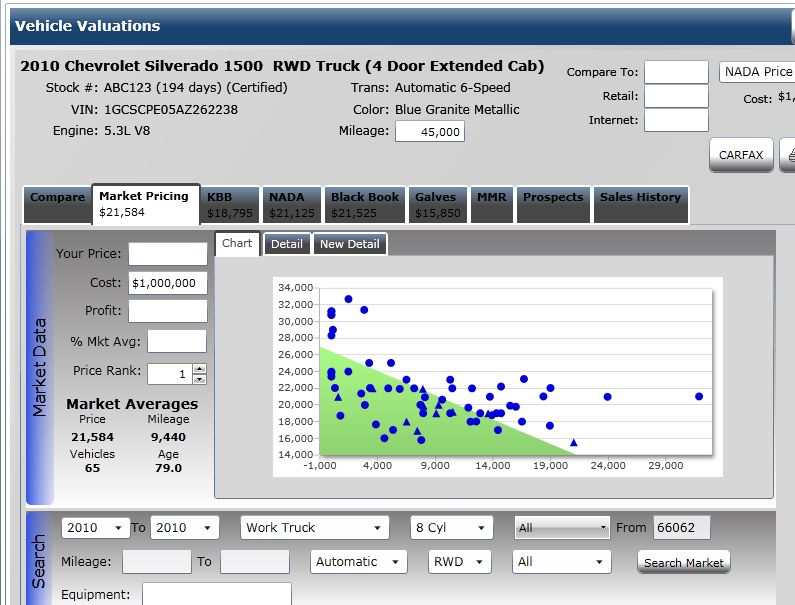 Vehicle Valuations
2010 Chevrolet Silverado 1500 RWD Truck (4 Door Extended Cab)
Stock #: ABC123 (194 days) (Certified) Trans: Automatic 6-Speed
VIN: 1GCSCPE05AZ262238 Color: Blue Granite Metallic
Engine: 5.3L V8 Mileage: 45,000
Compare To: NADA Price
Retail: Cost: $1,
Internet:
CARFAX
Compare Market Pricing KBB NADA Black Book Galves MMR Prospects Sales History
$21,584 $18,795 $21,125 $21,525 $15,850
Market Data
Your Price:
Cost: $1,000,000
Profit:
% Mkt Avg:
Price Rank: 1
Market Averages
Price Mileage
21,584 9,440
Vehicles Age
65 79.0
Chart Detail New Detail
34,000
32,000
30,000
28,000
26,000
24,000
22,000
20,000
18,000
16,000
14,000
-1,000 4,000 9,000 14,000 19,000 24,000 29,000
Search
2010 To 2010 Work Truck 8 Cyl All From 66062
Mileage: To Automatic RWD All Search Market
Equipment: